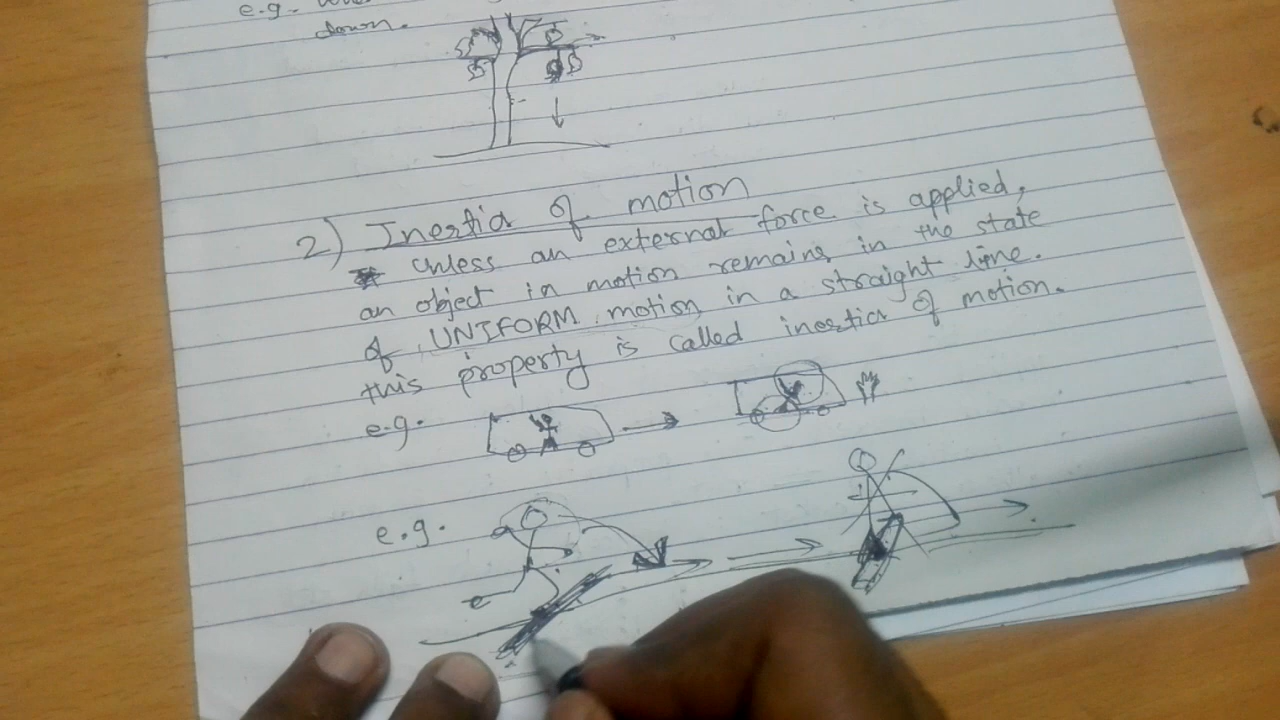 e.g.
down.
2) Inertia of motion
unless an external force is applied,
an object in motion remains in the state
of UNIFORM motion in a straight line.
this property is called inertia of motion.
e.g.
e.g.